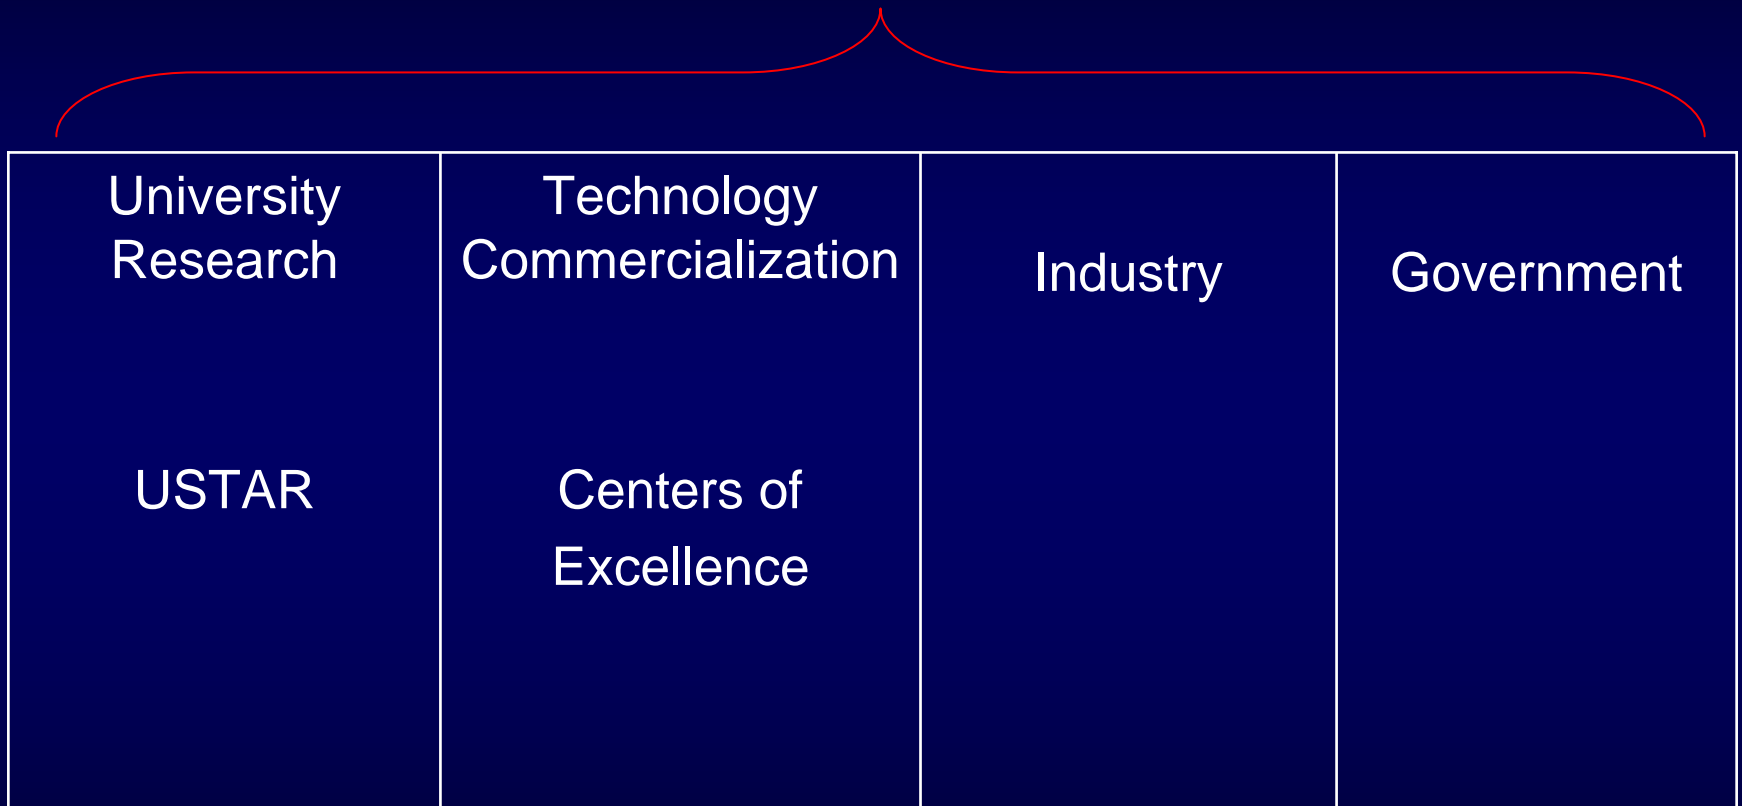 University
Research
Technology
Commercialization
Industry
Government
USTAR
Centers of
Excellence